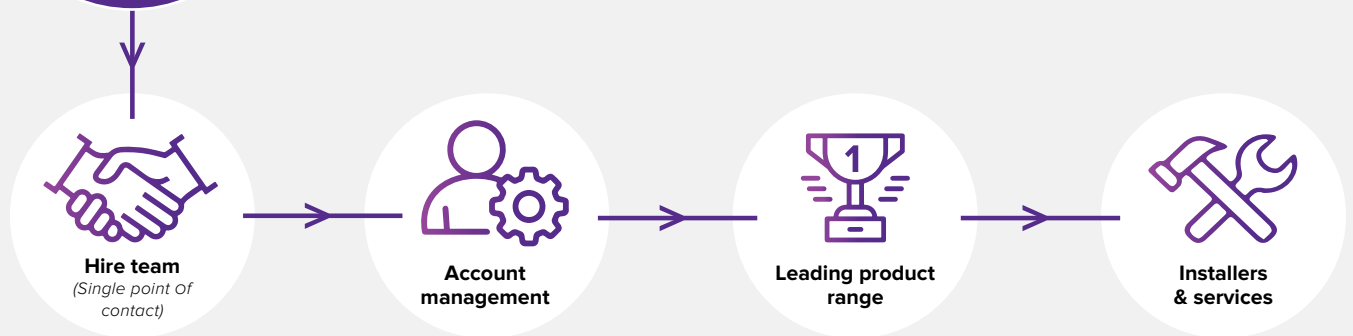 Hire team
(Single point of
contact)
Account
management
1
Leading product
range
Installers
& services